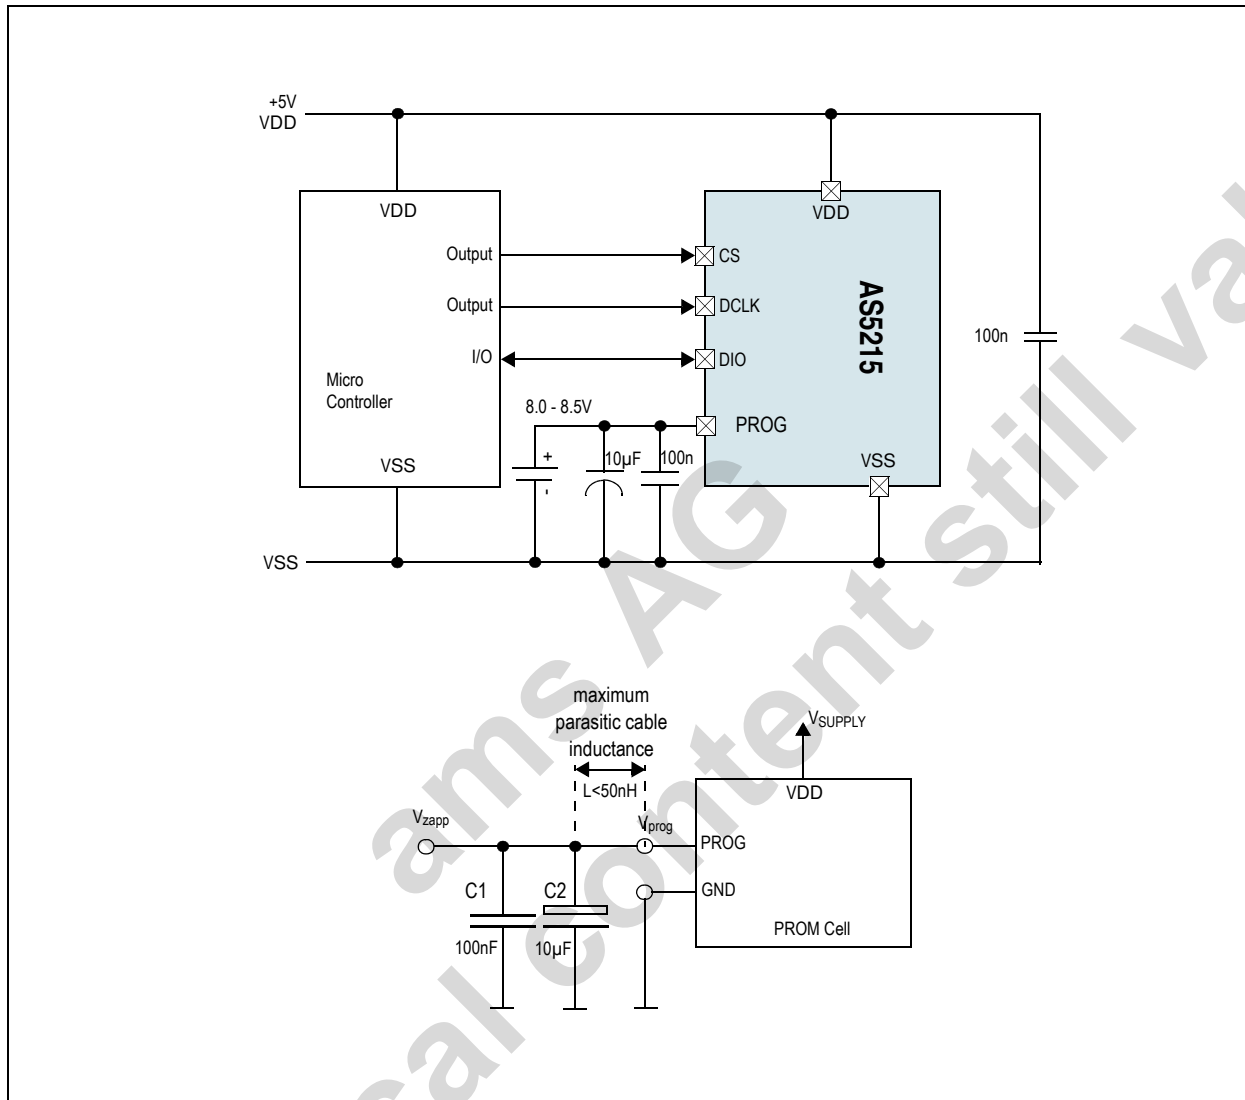 +5V
VDD
VDD
VDD
Output
CS
Output
DCLK
I/O
DIO
AS5215
100n
Micro
Controller
8.0 - 8.5V
PROG
+
-
10µF
100n
VSS
VSS
VSS
maximum
parasitic cable
inductance
L<50nH
VSUPPLY
VDD
Vzapp
Vprog
PROG
C1
C2
GND
100nF
10µF
PROM Cell
ams AG
cal content still val